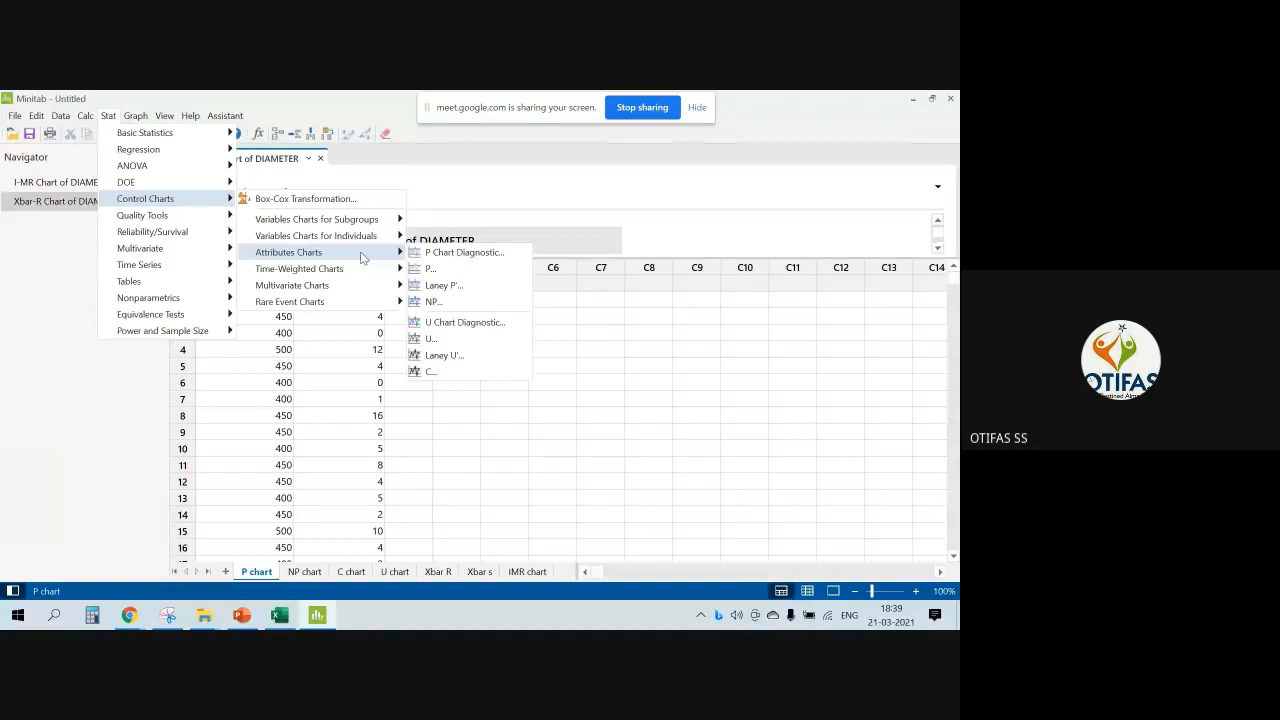 Minitab - Untitled
meet.google.com is sharing your screen. Stop sharing Hide
File Edit Data Calc Stat Graph View Help Assistant
Navigator
I-MR Chart of DIAME
Xbar-R Chart of DIAM
rt of DIAMETER
of DIAMETER
Basic Statistics
Regression
ANOVA
DOE
Control Charts
Quality Tools
Reliability/Survival
Multivariate
Time Series
Tables
Nonparametrics
Equivalence Tests
Power and Sample Size
Box-Cox Transformation...
Variables Charts for Subgroups
Variables Charts for Individuals
Attributes Charts
Time-Weighted Charts
Multivariate Charts
Rare Event Charts
P Chart Diagnostic...
P...
Laney P'...
NP...
U Chart Diagnostic...
U...
Laney U'...
C...
C6 C7 C8 C9 C10 C11 C12 C13 C14
450 4
400 0
4 500 12
5 450 4
6 400 0
7 400 1
8 450 16
9 450 2
10 400 5
11 450 8
12 450 4
13 400 5
14 450 2
15 500 10
16 450 4
P chart NP chart C chart U chart Xbar R Xbar s IMR chart
P chart
100%
ENG
18:39
21-03-2021
OTIFAS
OTIFAS SS